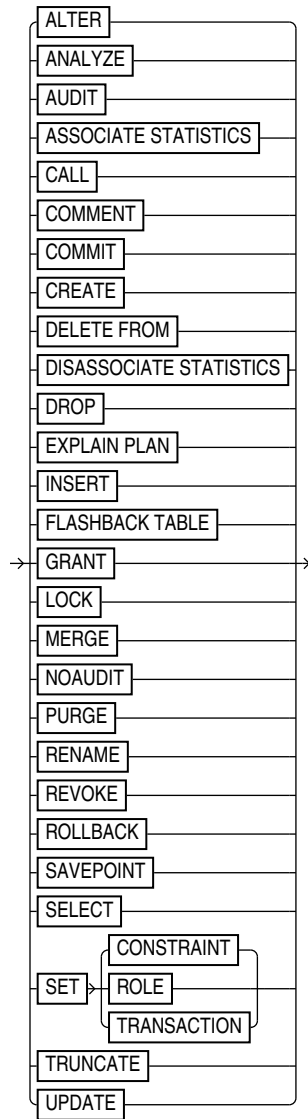 ALTER
ANALYZE
AUDIT
ASSOCIATE STATISTICS
CALL
COMMENT
COMMIT
CREATE
DELETE FROM
DISASSOCIATE STATISTICS
DROP
EXPLAIN PLAN
INSERT
FLASHBACK TABLE
GRANT
LOCK
MERGE
NOAUDIT
PURGE
RENAME
REVOKE
ROLLBACK
SAVEPOINT
SELECT
CONSTRAINT
SET ROLE
TRANSACTION
TRUNCATE
UPDATE